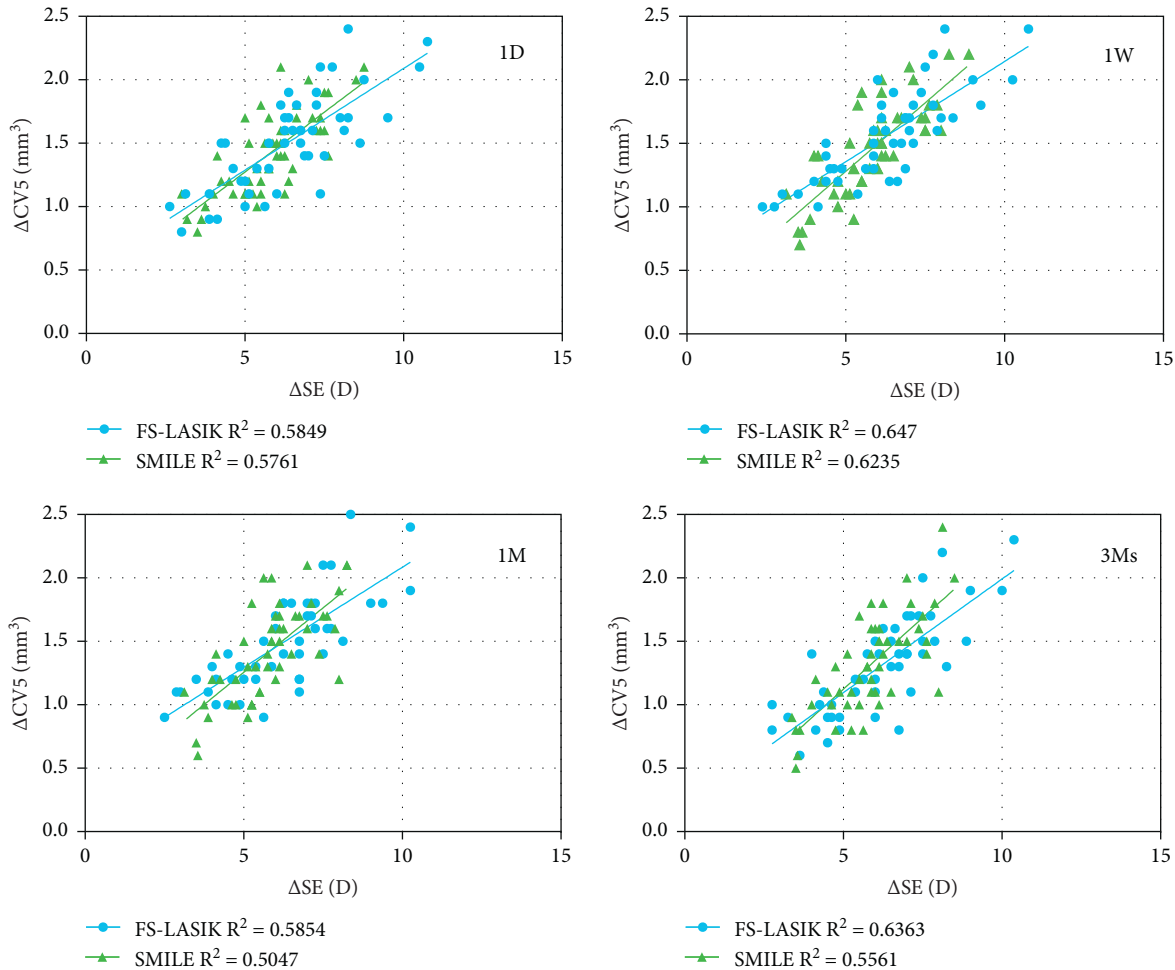 2.5
2.0
1.5
1.0
0.5
0.0
ΔCV5 (mm³)
1D
0 5 10 15
ΔSE (D)
FS-LASIK R² = 0.5849
SMILE R² = 0.5761
2.5
2.0
1.5
1.0
0.5
0.0
ΔCV5 (mm³)
1W
0 5 10 15
ΔSE (D)
FS-LASIK R² = 0.647
SMILE R² = 0.6235
2.5
2.0
1.5
1.0
0.5
0.0
ΔCV5 (mm³)
1M
0 5 10 15
ΔSE (D)
FS-LASIK R² = 0.5854
SMILE R² = 0.5047
2.5
2.0
1.5
1.0
0.5
0.0
ΔCV5 (mm³)
3Ms
0 5 10 15
ΔSE (D)
FS-LASIK R² = 0.6363
SMILE R² = 0.5561